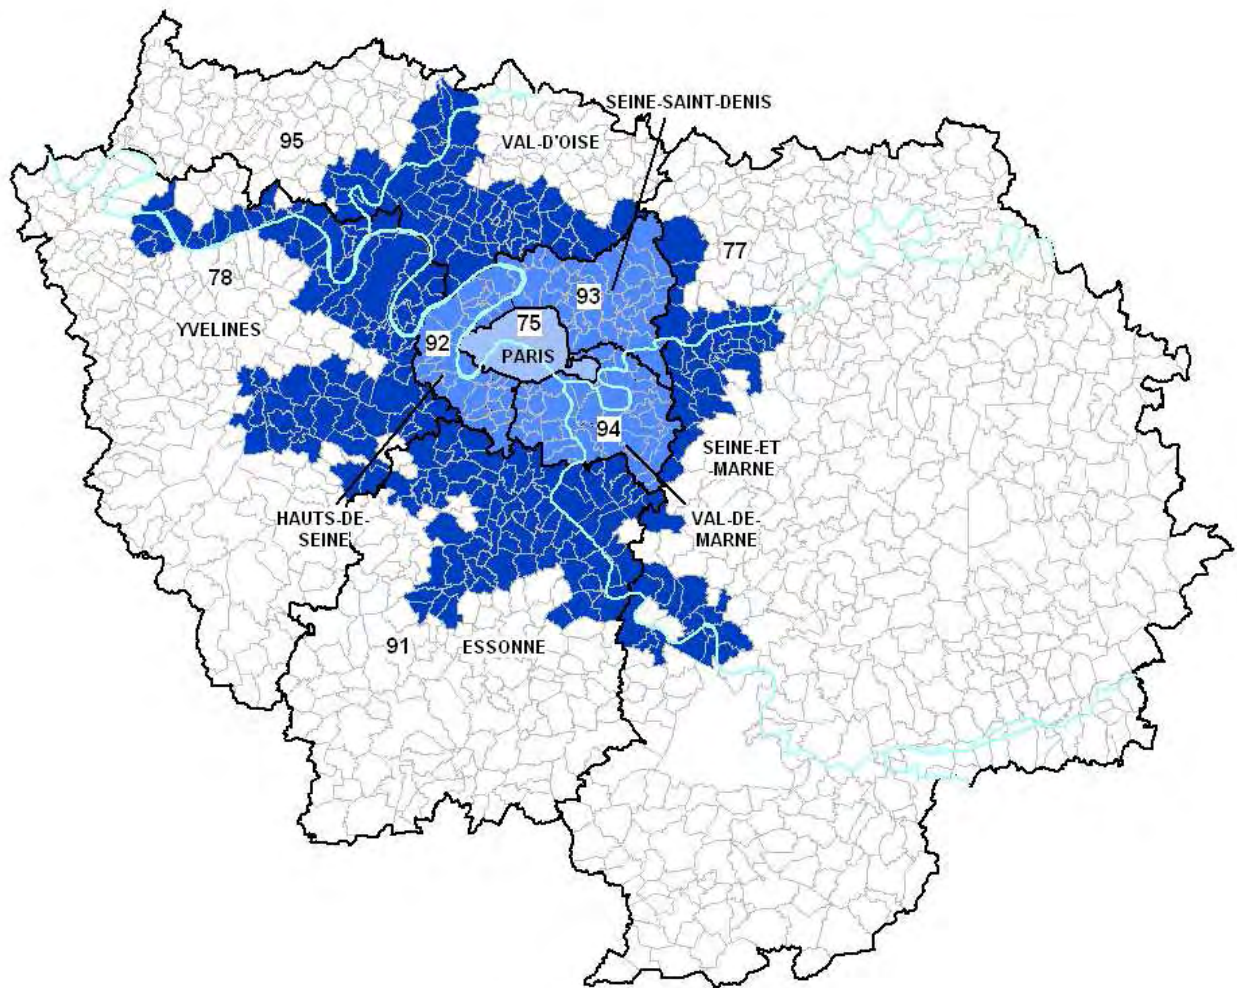 SEINE-SAINT-DENIS
95
VAL-D'OISE
77
78
93
75
YVELINES
92
PARIS
94
SEINE-ET
-MARNE
HAUTS-DE-
SEINE
VAL-DE-
MARNE
91
ESSONNE